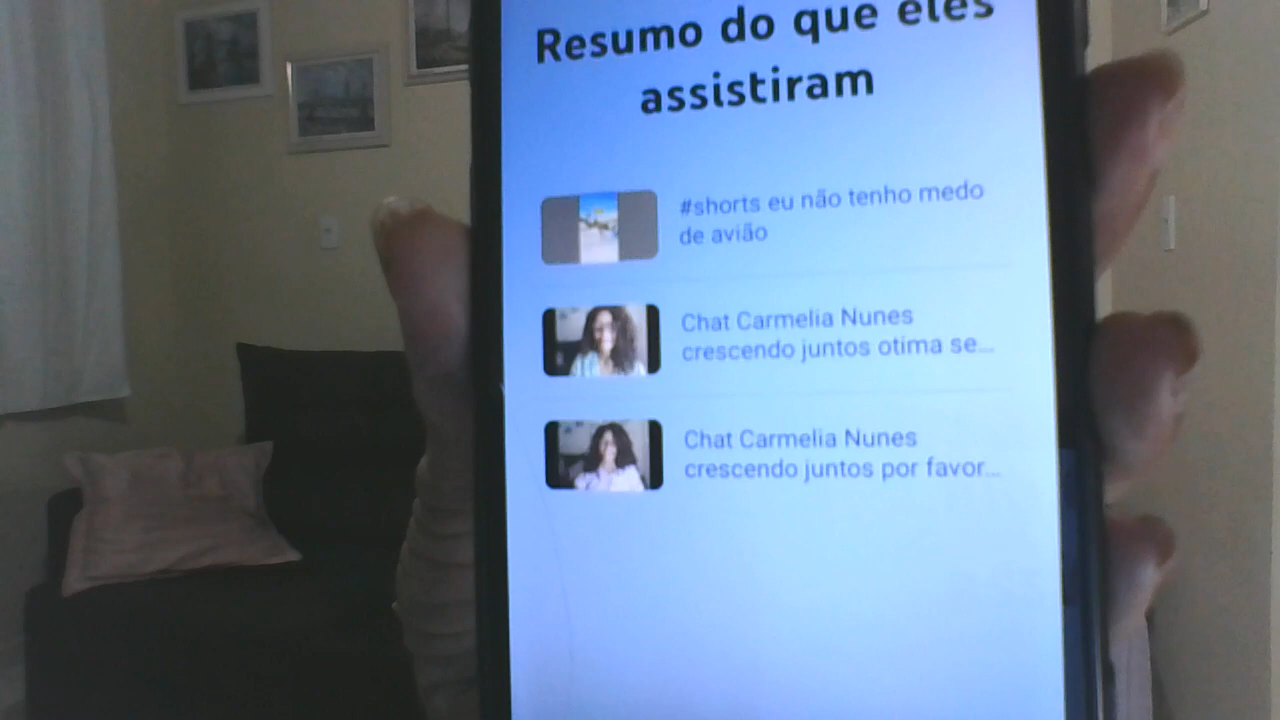 Resumo do que eles
assistiram
#shorts eu não tenho medo
de avião
Chat Carmelia Nunes
crescendo juntos otima se...
Chat Carmelia Nunes
crescendo juntos por favor...